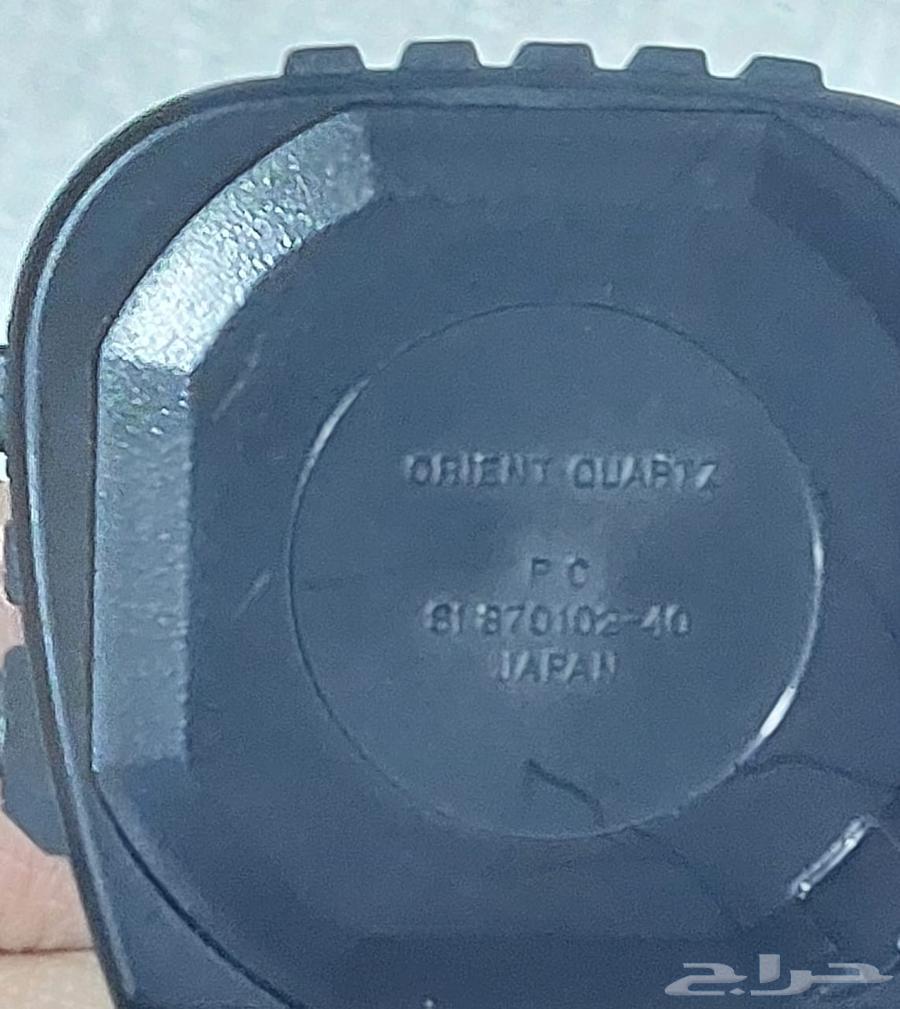 ORIENT QUARTZ
P C
81 870102-40
JAPAN
حراج